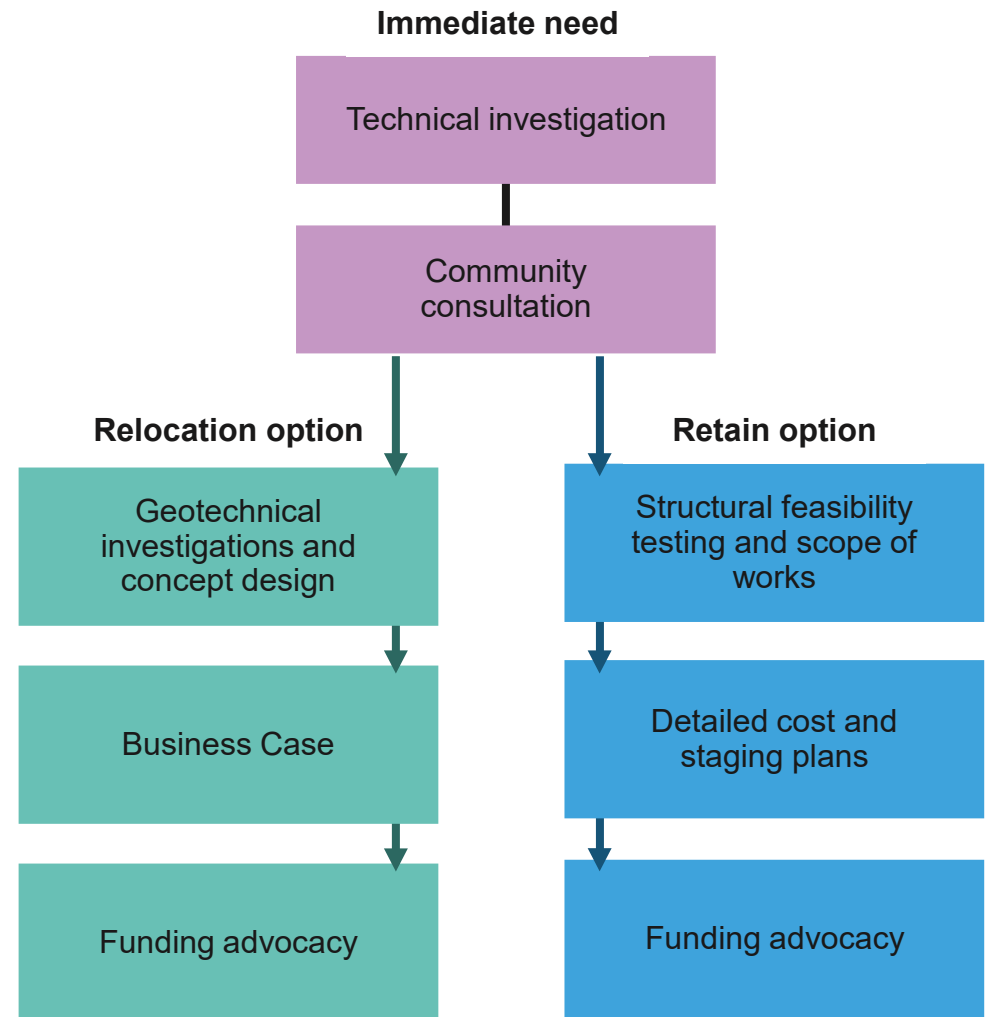 Immediate need
Technical investigation
Community
consultation
Relocation option
Geotechnical
investigations and
concept design
Business Case
Funding advocacy
Retain option
Structural feasibility
testing and scope of
works
Detailed cost and
staging plans
Funding advocacy